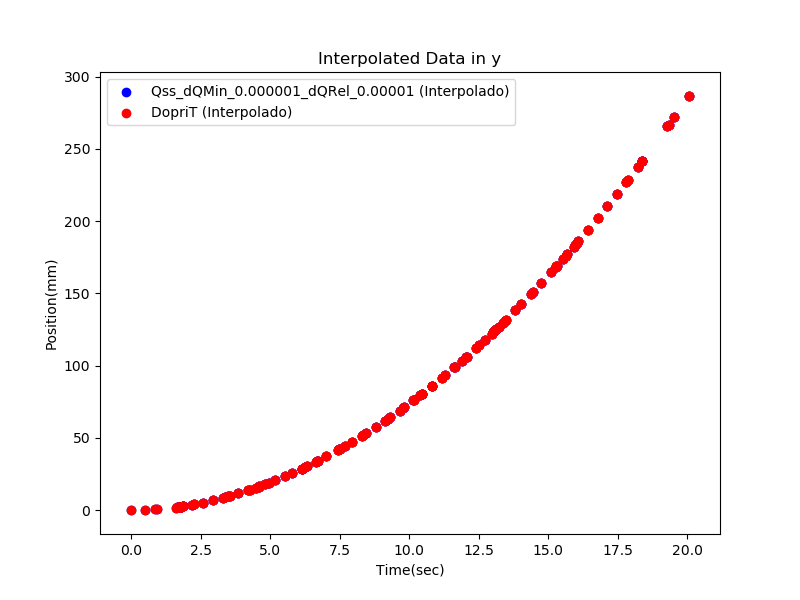 Interpolated Data in y
Qss_dQMin_0.000001_dQRel_0.00001 (Interpolado)
DopriT (Interpolado)
300
250
200
150
100
50
0
Position(mm)
0.0 2.5 5.0 7.5 10.0 12.5 15.0 17.5 20.0
Time(sec)